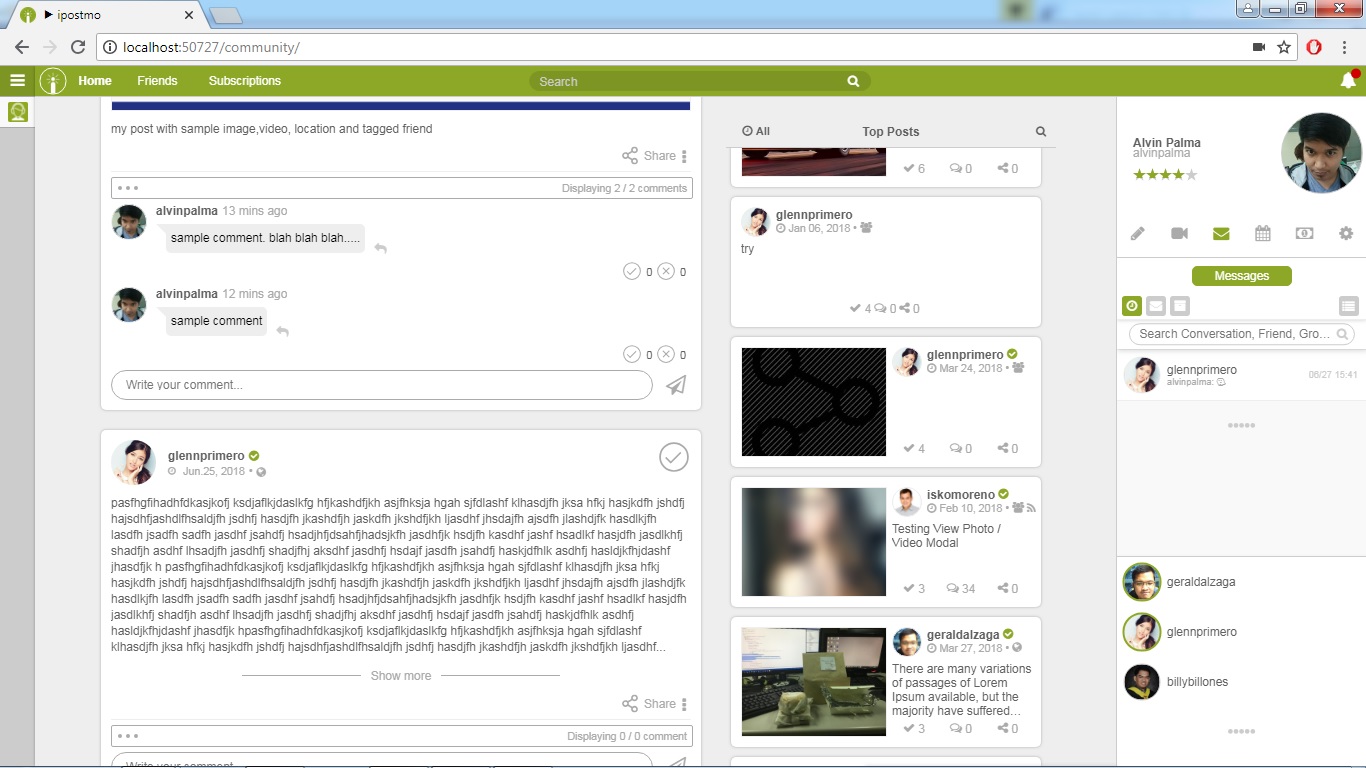 ipostmo
localhost:50727/community/
Home Friends Subscriptions
Search
my post with sample image,video, location and tagged friend
Share
Displaying 2 / 2 comments
alvinpalma 13 mins ago
sample comment. blah blah blah.....
0 0
alvinpalma 12 mins ago
sample comment
0 0
Write your comment...
glennprimero
Jun.25, 2018 •
pasfhgfihadhfdkasjkofj ksdjaflkjdaslkfg hfjkashdfjkh asjfhksja hgah sjfdlashf klhasdjfh jksa hfkj hasjkdfh jshdfj
hajsdhfjashdlfhsaldjfh jsdhfj hasdjfh jkashdfjh jaskdfh jkshdfjkh ljasdhf jhsdajfh ajsdfh jlashdjfk hasdlkjfh
lasdfh jsadfh sadfh jasdhf jsahdfj hsadjhfjdsahfjhadsjkfh jasdhfjk hsdjfh kasdhf jashf hsadlkf hasjdfh jasdlkhfj
shadfjh asdhf lhsadjfh jasdhfj shadjfhj aksdhf jasdhfj hsdajf jasdfh jsahdfj haskjdfhlk asdhfj hasldjkfhjdashf
jhasdfjk h pasfhgfihadhfdkasjkofj ksdjaflkjdaslkfg hfjkashdfjkh asjfhksja hgah sjfdlashf klhasdjfh jksa hfkj
hasjkdfh jshdfj hajsdhfjashdlfhsaldjfh jsdhfj hasdjfh jkashdfjh jaskdfh jkshdfjkh ljasdhf jhsdajfh ajsdfh jlashdjfk
hasdlkjfh lasdfh jsadfh sadfh jasdhf jsahdfj hsadjhfjdsahfjhadsjkfh jasdhfjk hsdjfh kasdhf jashf hsadlkf hasjdfh
jasdlkhfj shadfjh asdhf lhsadjfh jasdhfj shadjfhj aksdhf jasdhfj hsdajf jasdfh jsahdfj haskjdfhlk asdhfj
hasldjkfhjdashf jhasdfjk hpasfhgfihadhfdkasjkofj ksdjaflkjdaslkfg hfjkashdfjkh asjfhksja hgah sjfdlashf
klhasdjfh jksa hfkj hasjkdfh jshdfj hajsdhfjashdlfhsaldjfh jsdhfj hasdjfh jkashdfjh jaskdfh jkshdfjkh ljasdhf...
Show more
Share
Displaying 0 / 0 comment
Write your comment
All Top Posts
6 0 0
glennprimero
Jan 06, 2018 •
try
4 0 0
glennprimero
Mar 24, 2018 •
4 0 0
iskomoreno
Feb 10, 2018 •
Testing View Photo /
Video Modal
3 34 0
geraldalzaga
Mar 27, 2018 •
There are many variations
of passages of Lorem
Ipsum available, but the
majority have suffered...
3 0 0
Alvin Palma
alvinpalma
Messages
Search Conversation, Friend, Gro...
glennprimero
alvinpalma:
06/27 15:41
geraldalzaga
glennprimero
billybillones